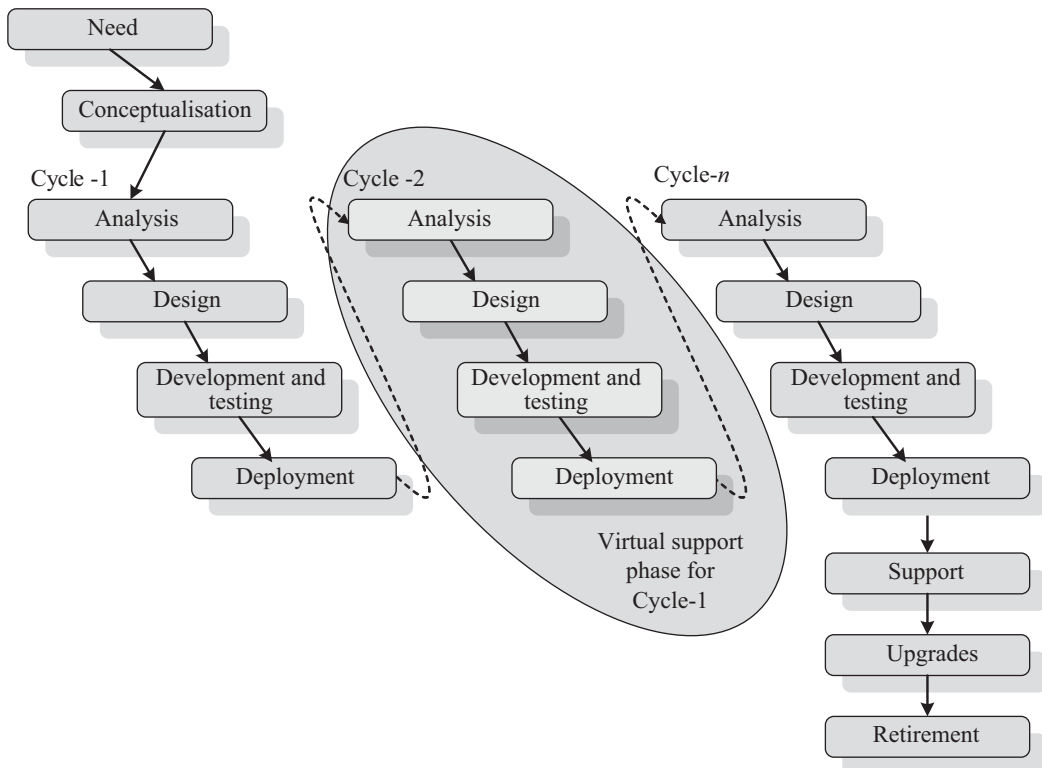 Need
Conceptualisation
Cycle -1
Analysis
Design
Development and
testing
Deployment
Cycle -2
Analysis
Design
Development and
testing
Deployment
Virtual support
phase for
Cycle-1
Cycle-n
Analysis
Design
Development and
testing
Deployment
Support
Upgrades
Retirement